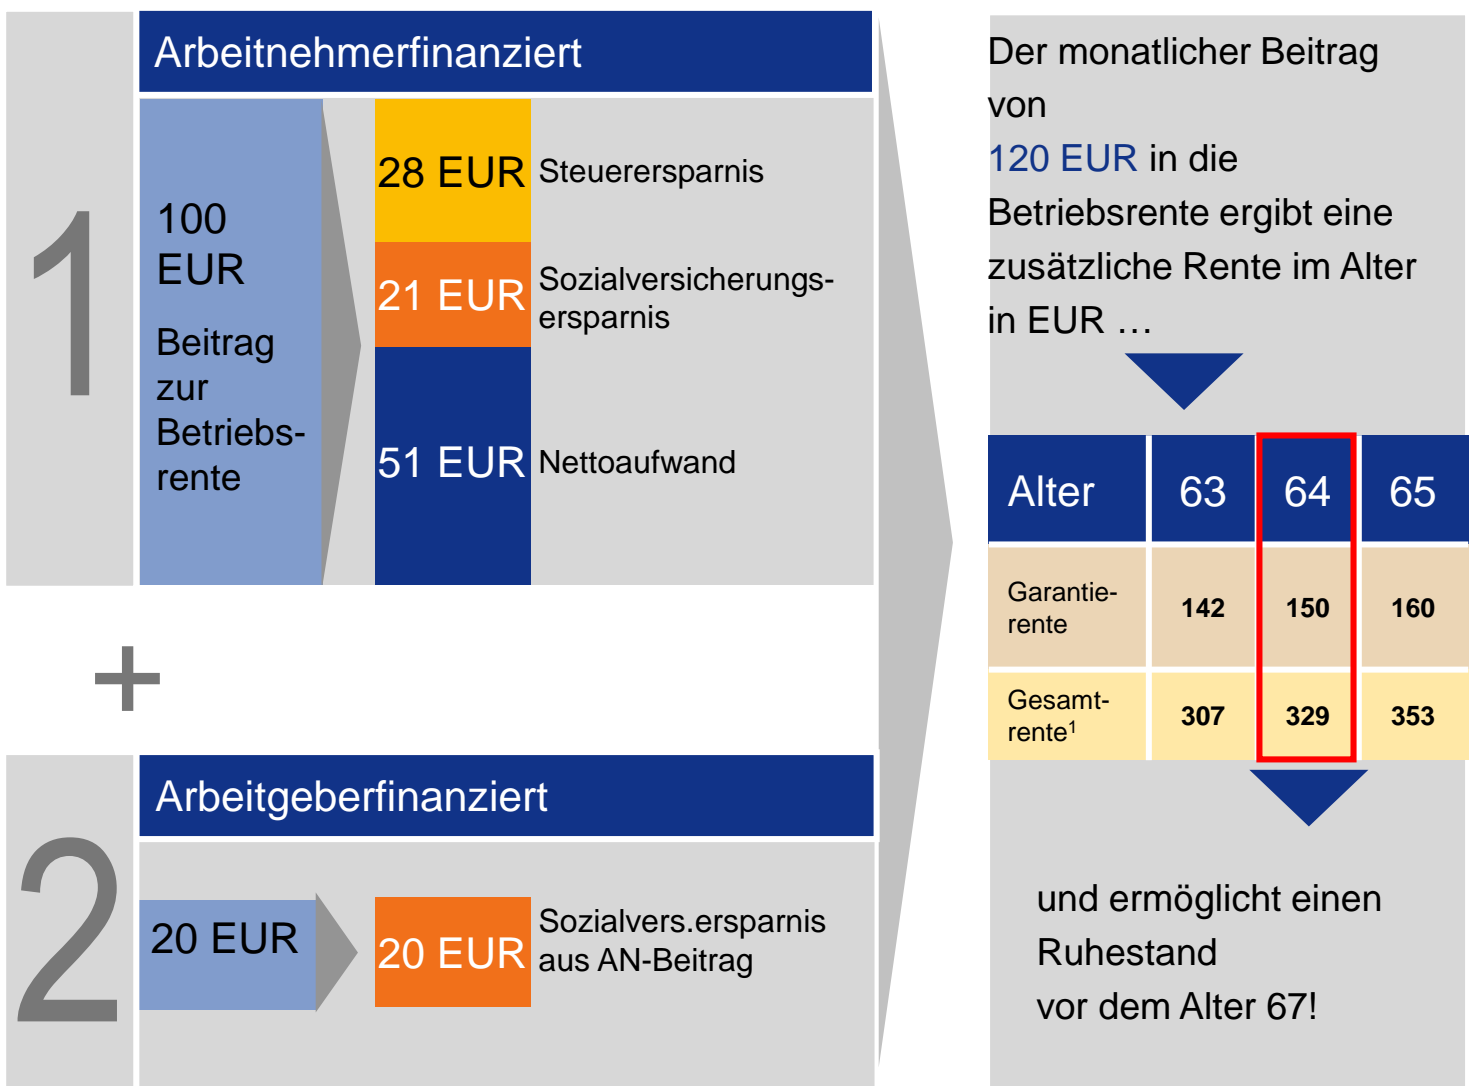 1
Arbeitnehmerfinanziert
100
EUR
Beitrag
zur
Betriebs-
rente
28 EUR Steuerersparnis
21 EUR Sozialversicherungs-
ersparnis
51 EUR Nettoaufwand
+
2
Arbeitgeberfinanziert
20 EUR
20 EUR Sozialvers.ersparnis
aus AN-Beitrag
Der monatlicher Beitrag
von
120 EUR in die
Betriebsrente ergibt eine
zusätzliche Rente im Alter
in EUR …
Alter 63 64 65
Garantie-
rente 142 150 160
Gesamt-
rente¹ 307 329 353
und ermöglicht einen
Ruhestand
vor dem Alter 67!